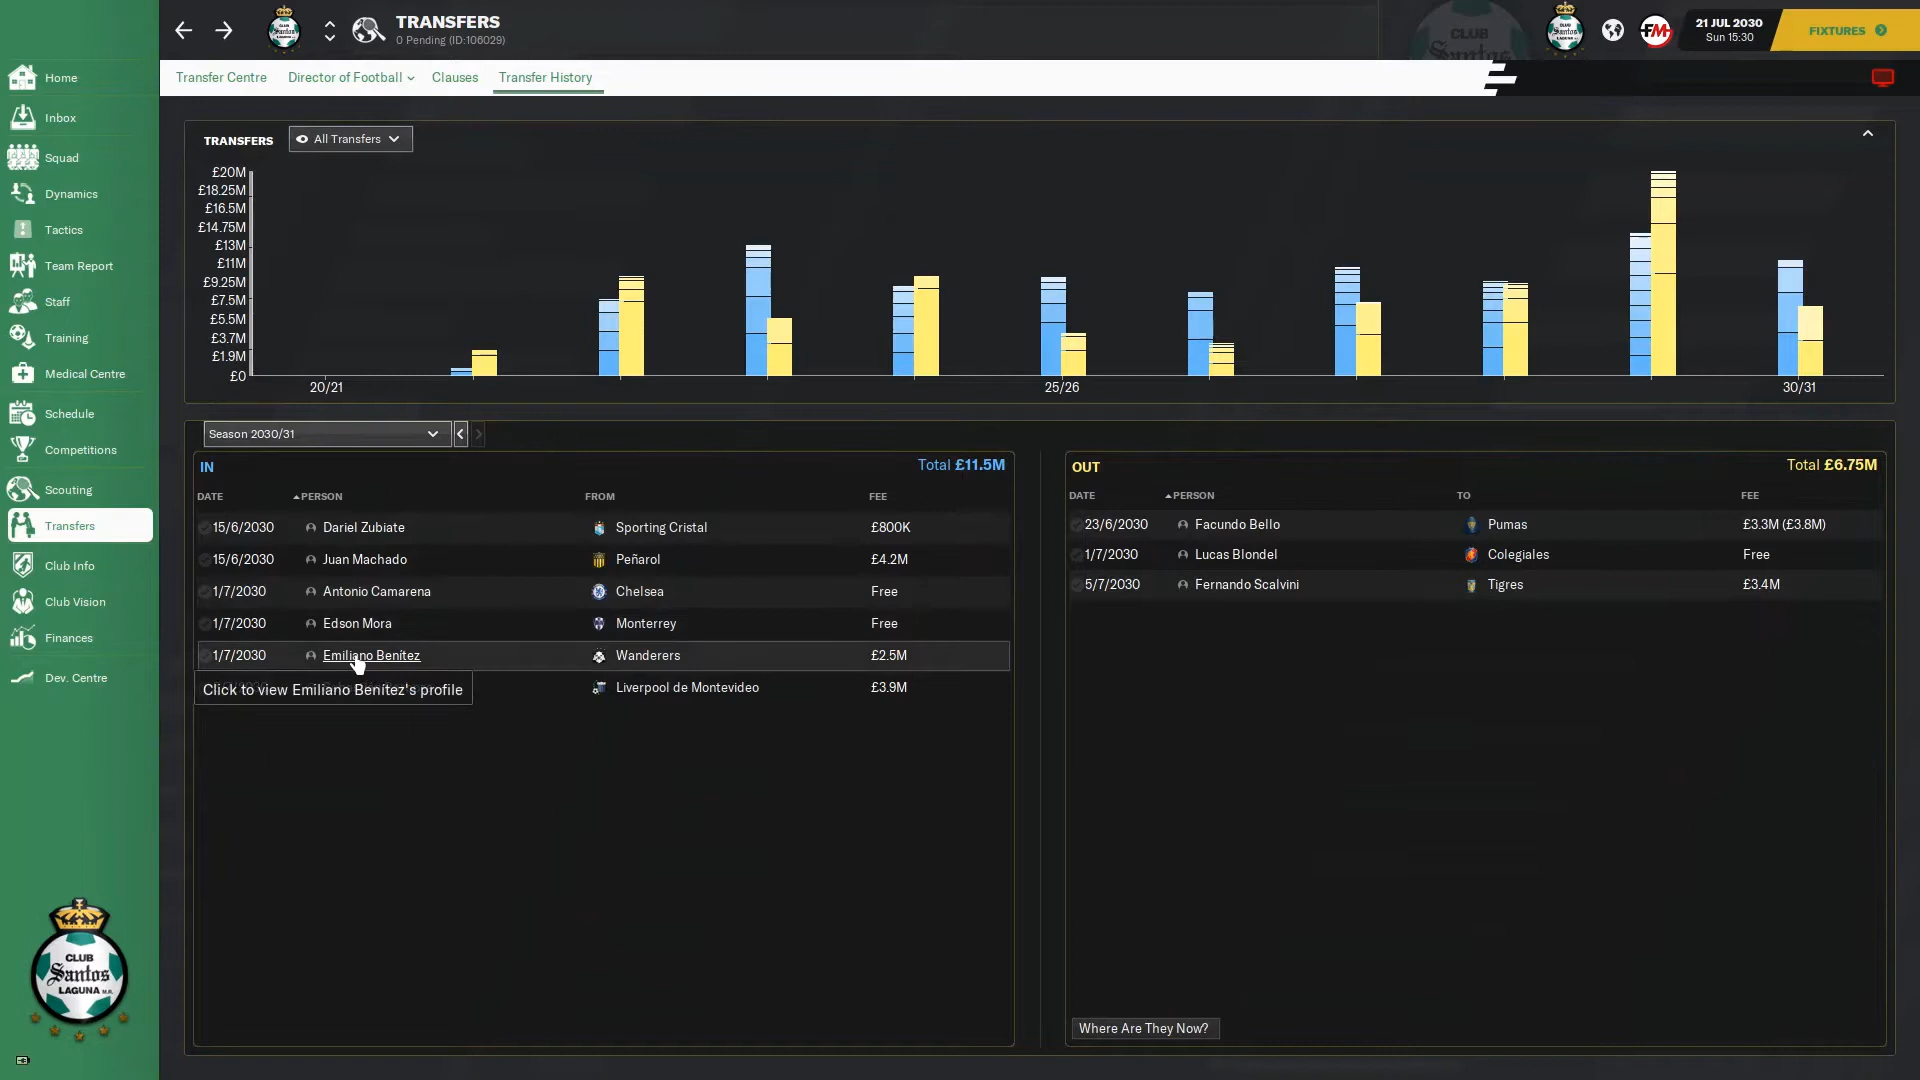 TRANSFERS
0 Pending (ID:106029)
21 JUL 2030
Sun 15:30
FIXTURES
Transfer Centre
Director of Football
Clauses
Transfer History
Home
Inbox
Squad
Dynamics
Tactics
Team Report
Staff
Training
Medical Centre
Schedule
Competitions
Scouting
Transfers
Club Info
Club Vision
Finances
Dev. Centre
CLUB
Santos
LAGUNA
TRANSFERS
All Transfers
£20M
£18.25M
£16.5M
£14.75M
£13M
£11M
£9.25M
£7.5M
£5.5M
£3.7M
£1.9M
£0
20/21
25/26
30/31
Season 2030/31
IN
Total £11.5M
DATE PERSON FROM FEE
15/6/2030 Dariel Zubiate Sporting Cristal £800K
15/6/2030 Juan Machado Peñarol £4.2M
1/7/2030 Antonio Camarena Chelsea Free
1/7/2030 Edson Mora Monterrey Free
1/7/2030 Emiliano Benítez Wanderers £2.5M
Click to view Emiliano Benítez's profile
Liverpool de Montevideo £3.9M
OUT
Total £6.75M
DATE PERSON TO FEE
23/6/2030 Facundo Bello Pumas £3.3M (£3.8M)
1/7/2030 Lucas Blondel Colegiales Free
5/7/2030 Fernando Scalvini Tigres £3.4M
Where Are They Now?